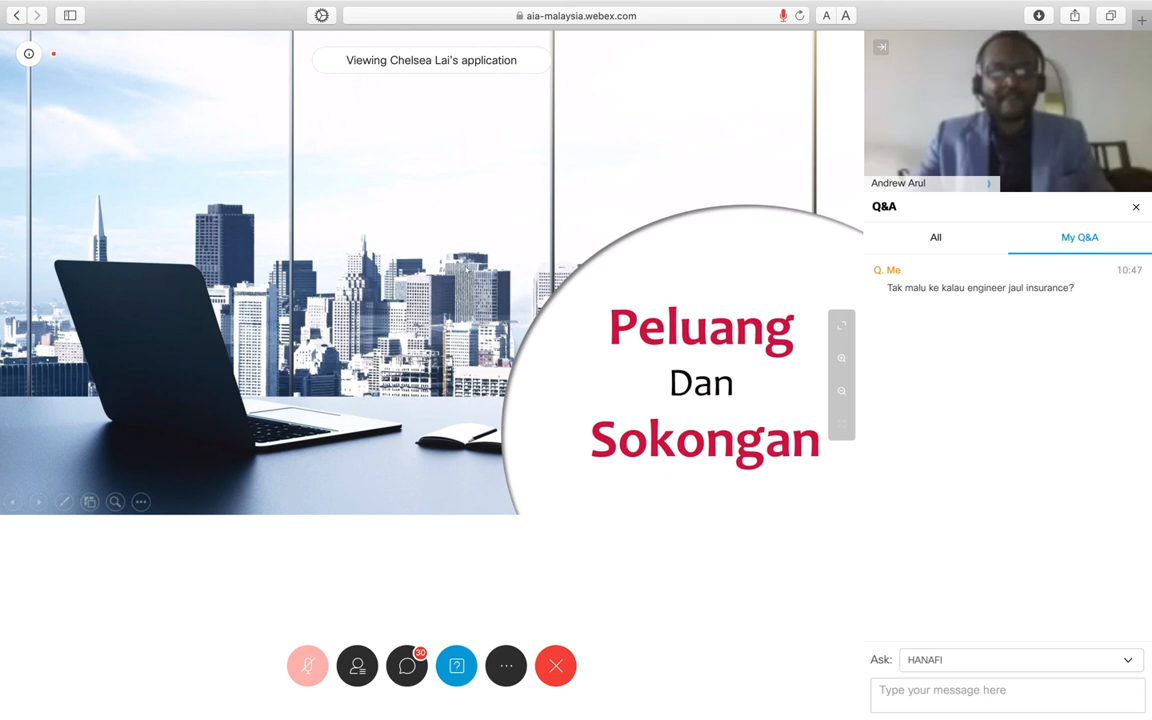 aia-malaysia.webex.com
A A
Viewing Chelsea Lai's application
Peluang
Dan
Sokongan
30
Andrew Arul
Q&A
All
My Q&A
Q. Me
10:47
Tak malu ke kalau engineer jaul insurance?
Ask:
HANAFI
Type your message here